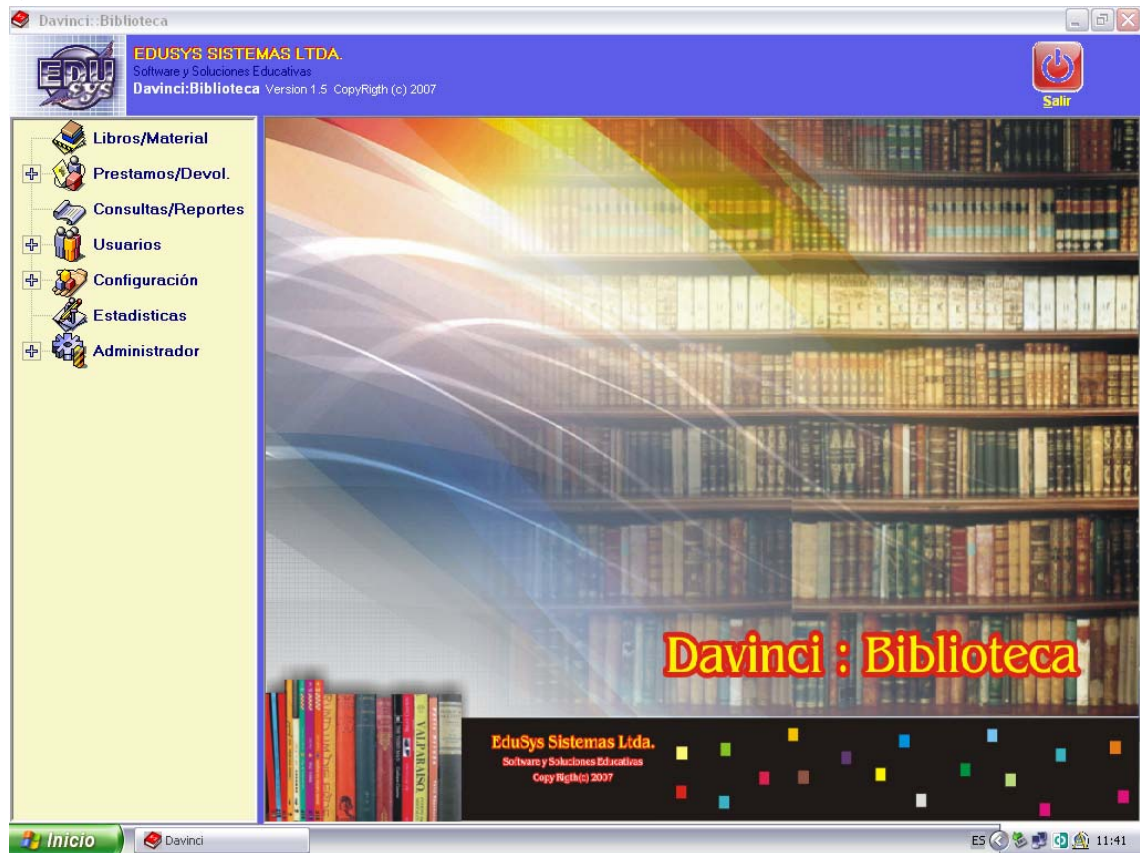 Davinci::Biblioteca
EDUSYS SISTEMAS LTDA.
Software y Soluciones Educativas
Davinci:Biblioteca Version 1.5 CopyRigth (c) 2007
EDU
sys
Salir
Libros/Material
Prestamos/Devol.
Consultas/Reportes
Usuarios
Configuración
Estadisticas
Administrador
Davinci : Biblioteca
VALPARAISO,
EduSys Sistemas Ltda.
Software y Soluciones Educativas
Copy Rigth(c) 2007
Inicio
Davinci
ES
11:41